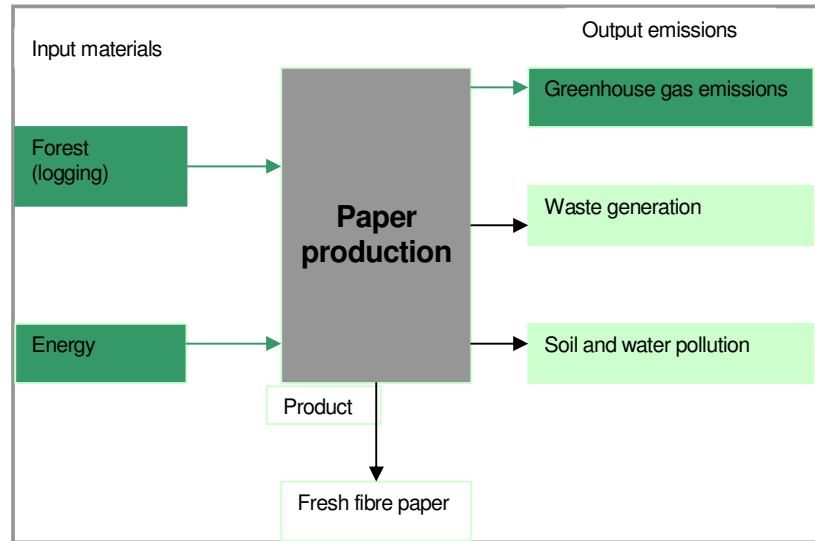 Input materials
Output emissions
Greenhouse gas emissions
Forest
(logging)
Waste generation
Paper
production
Energy
Soil and water pollution
Product
Fresh fibre paper